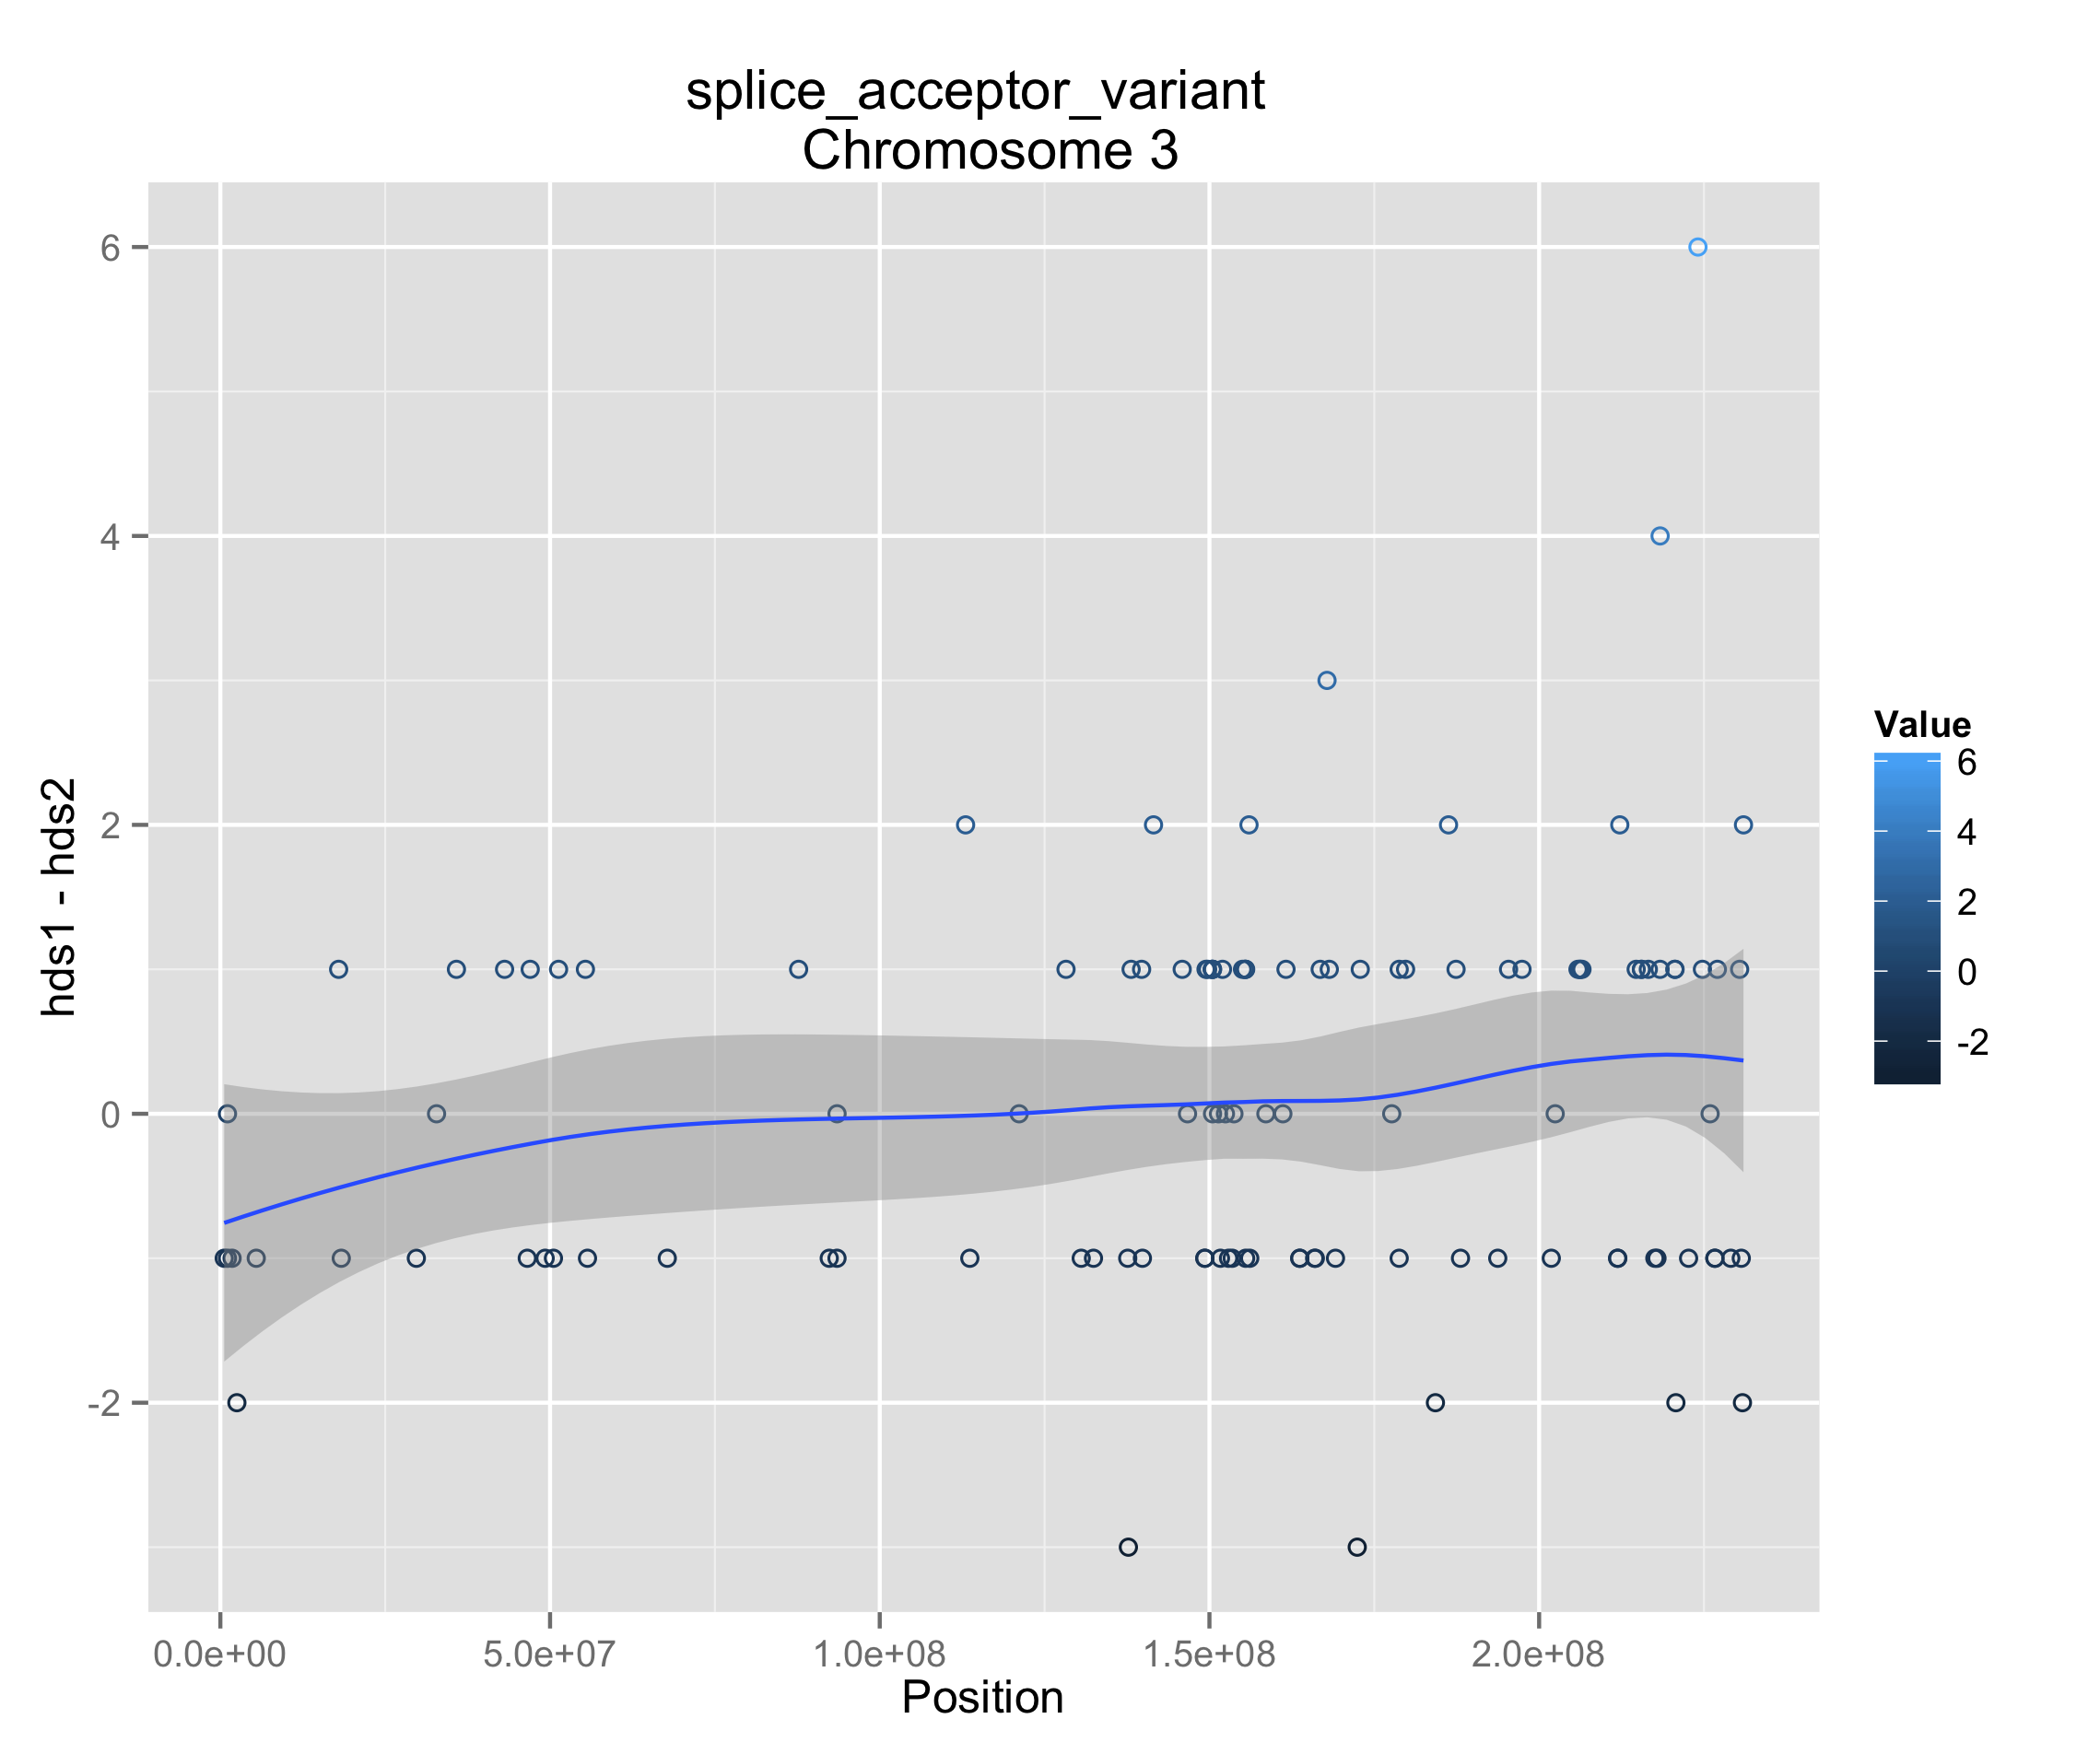 splice_acceptor_variant
Chromosome 3
6
4
2
0
-2
hds1 - hds2
0.0e+00 5.0e+07 1.0e+08 1.5e+08 2.0e+08
Position
Value
6
4
2
0
-2